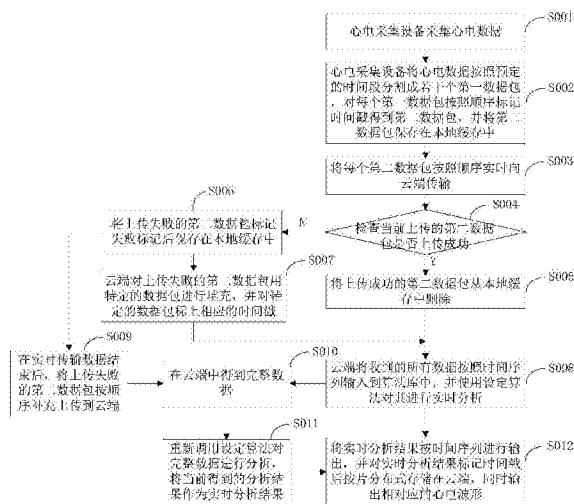 S001
心电采集设备采集心电数据
S002
心电采集设备将心电数据按照预定
的时间段分割成若干个第一数据包
，对每个第一数据包按照顺序标记
时间戳得到第二数据包，并将第二
数据包保存在本地缓存中
S003
将每个第二数据包按照顺序实时向
云端传输
S004
检查当前上传的第二数据
包是否上传成功
N
Y
S006
将上传失败的第二数据包标记
失败标记后保存在本地缓存中
S007
云端对上传失败的第二数据包用
特定的数据包进行填充，并对特
定的数据包标上相应的时间戳
将上传成功的第二数据包从本地缓
存中删除
S009
在实时传输数据结
束后，将上传失败
的第二数据包按顺
序补充上传到云端
S010
在云端中得到完整数
据
云端将收到的所有数据按照时间序
列输入到算法库中，并使用设定算
法对其进行实时分析
S011
重新调用设定算法对
完整数据进行分析，
将当前得到的分析结
果作为实时分析结果
S012
将实时分析结果按时间序列进行输
出，并对实时分析结果标记时间戳
后按片分布式存储在云端，同时输
出相对应的心电波形